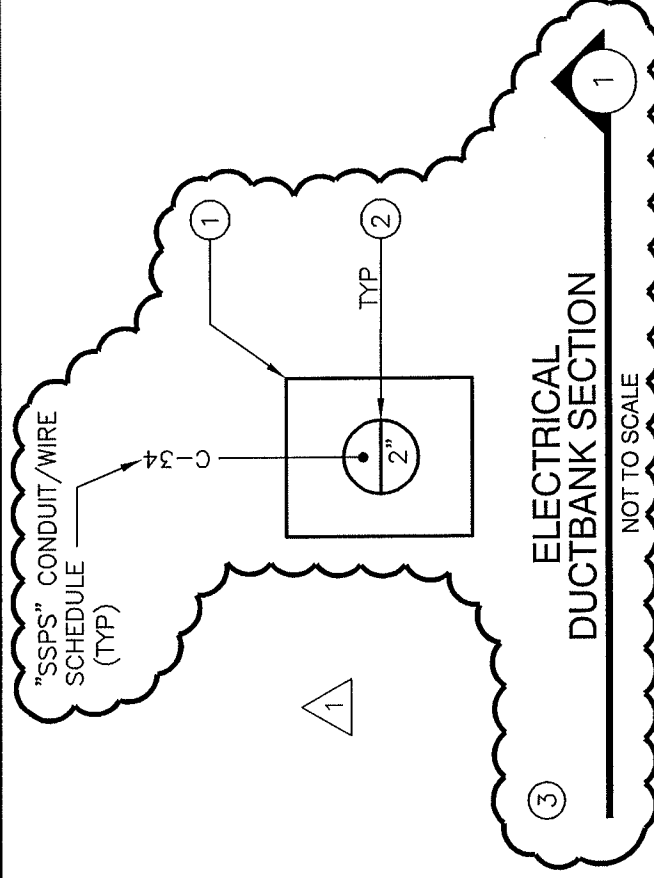 "SSPS" CONDUIT/WIRE
SCHEDULE
(TYP)
C-34
1
TYP
2
2"
1
3
ELECTRICAL
DUCTBANK SECTION
1
NOT TO SCALE